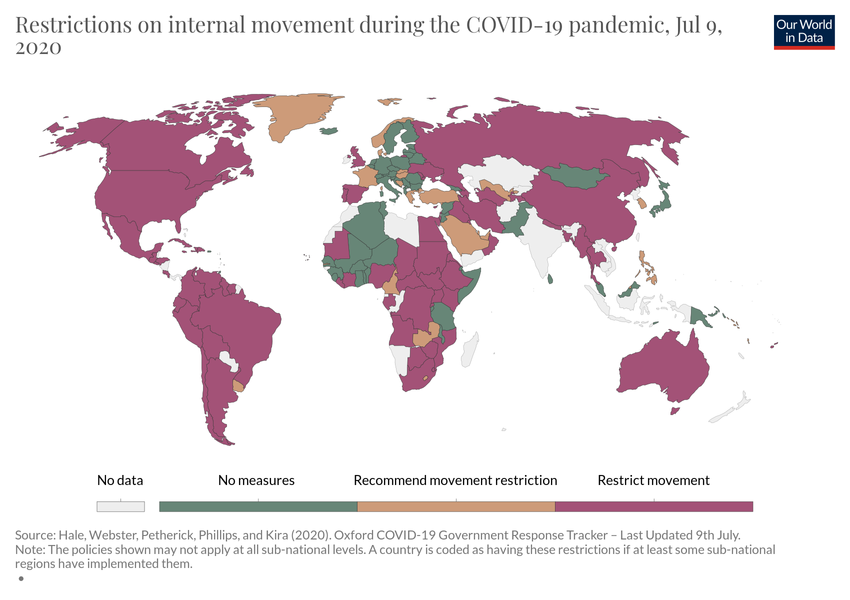 Restrictions on internal movement during the COVID-19 pandemic, Jul 9,
2020
Our World
in Data
No data
No measures
Recommend movement restriction
Restrict movement
Source: Hale, Webster, Petherick, Phillips, and Kira (2020). Oxford COVID-19 Government Response Tracker – Last Updated 9th July.
Note: The policies shown may not apply at all sub-national levels. A country is coded as having these restrictions if at least some sub-national
regions have implemented them.